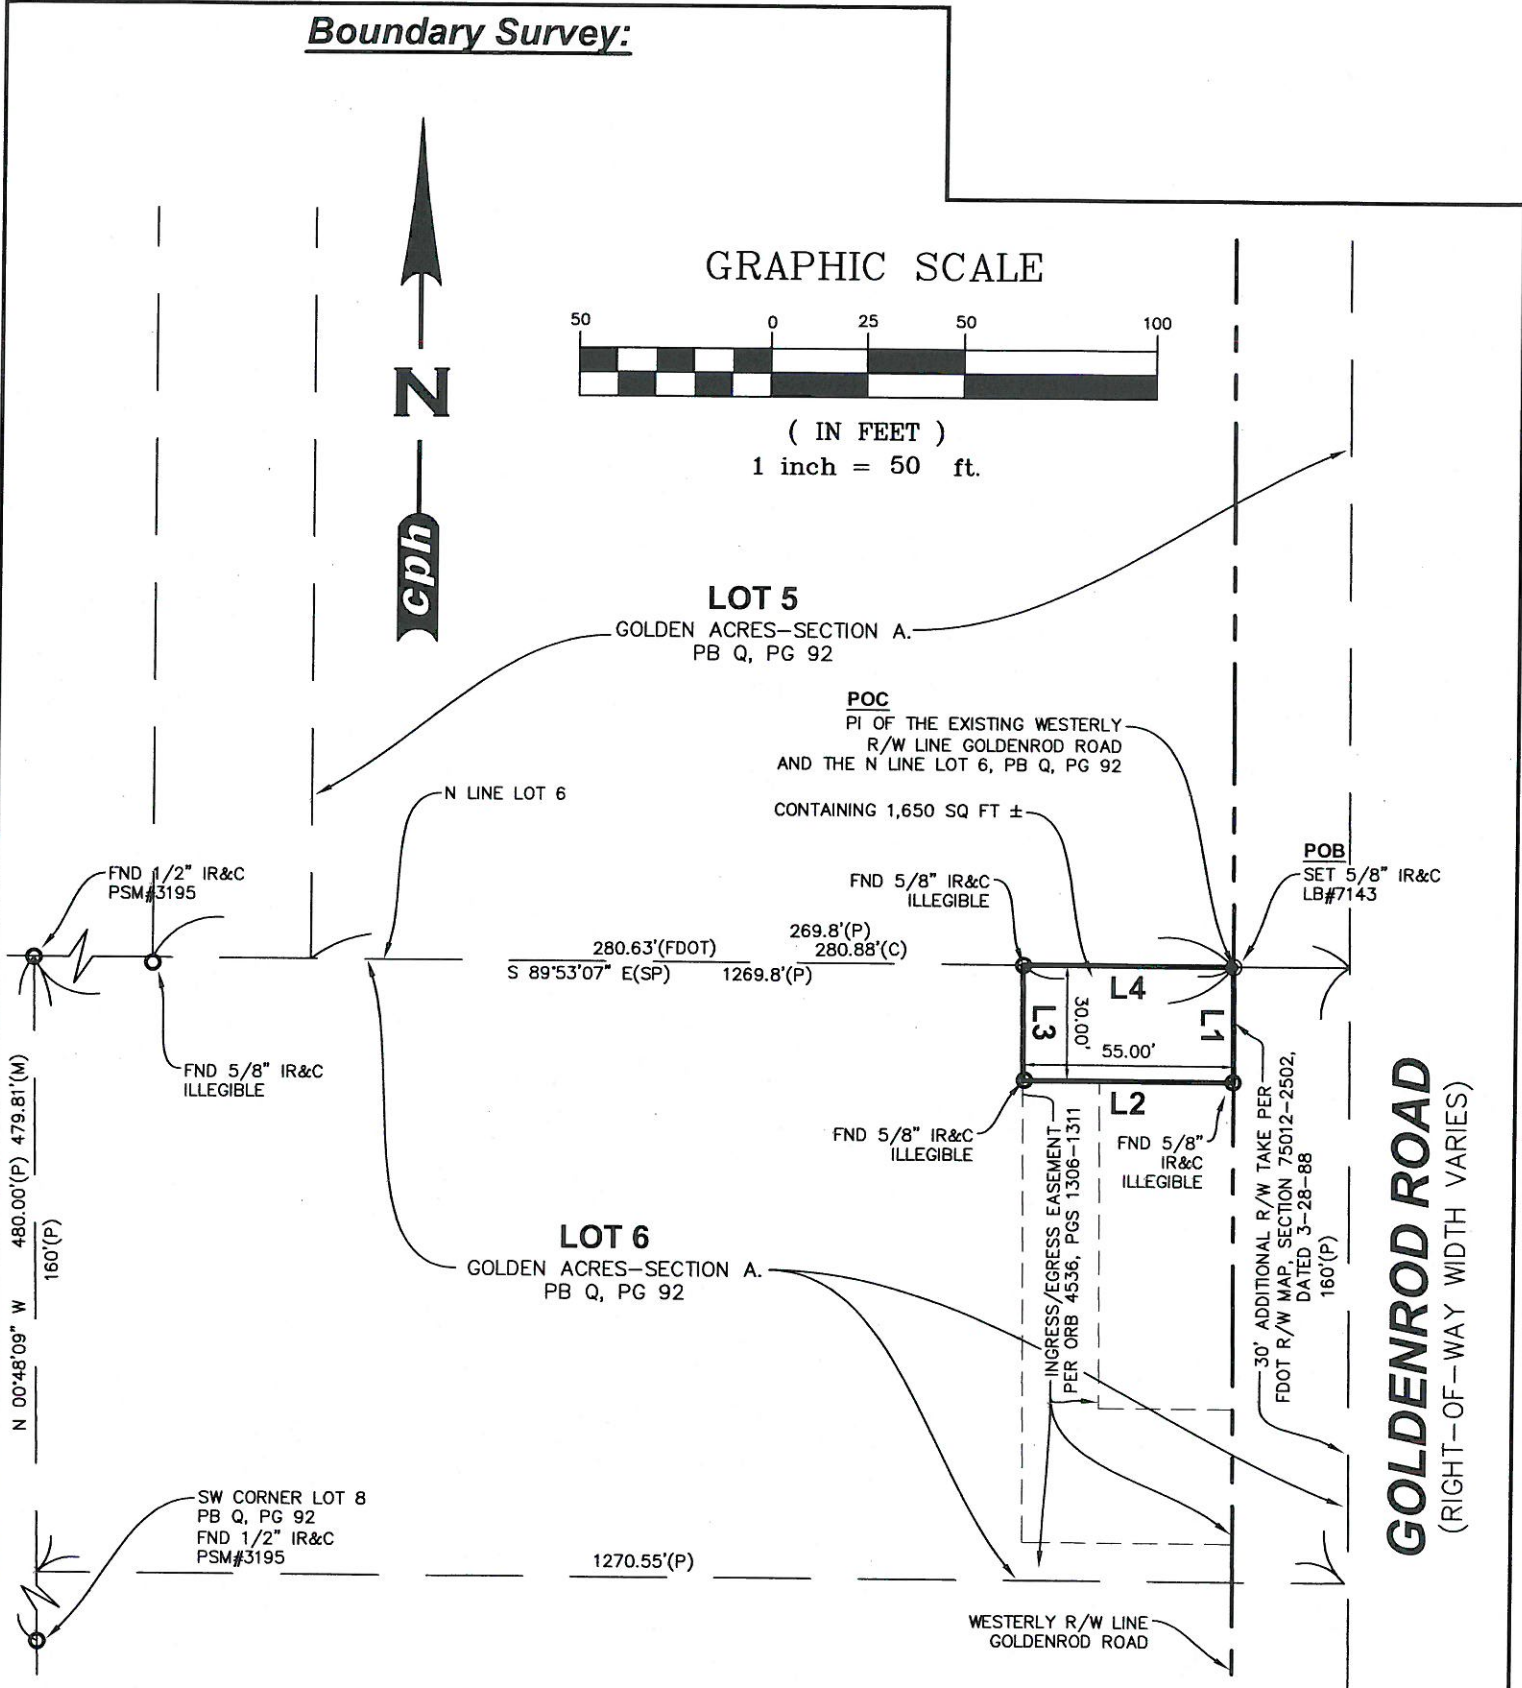 Boundary Survey:
GRAPHIC SCALE
50 0 25 50 100
( IN FEET )
1 inch = 50 ft.
N
cph
LOT 5
GOLDEN ACRES-SECTION A.
PB Q, PG 92
POC
PI OF THE EXISTING WESTERLY
R/W LINE GOLDENROD ROAD
AND THE N LINE LOT 6, PB Q, PG 92
N LINE LOT 6
CONTAINING 1,650 SQ FT ±
POB
SET 5/8" IR&C
LB#7143
FND 1/2" IR&C
PSM#3195
FND 5/8" IR&C
ILLEGIBLE
269.8'(P)
280.63'(FDOT) 280.88'(C)
S 89°53'07" E(SP) 1269.8'(P)
L4
L3
30.00'
L1
55.00'
L2
FND 5/8" IR&C
ILLEGIBLE
FND 5/8" IR&C
ILLEGIBLE
FND 5/8"
IR&C
ILLEGIBLE
N 00°48'09" W 480.00'(P) 479.81'(M)
160'(P)
INGRESS/EGRESS EASEMENT
PER ORB 4536, PGS 1306-1311
30' ADDITIONAL R/W TAKE PER
FDOT R/W MAP, SECTION 75012-2502,
DATED 3-28-88
160'(P)
GOLDENROD ROAD
(RIGHT-OF-WAY WIDTH VARIES)
LOT 6
GOLDEN ACRES-SECTION A.
PB Q, PG 92
SW CORNER LOT 8
PB Q, PG 92
FND 1/2" IR&C
PSM#3195
1270.55'(P)
WESTERLY R/W LINE
GOLDENROD ROAD